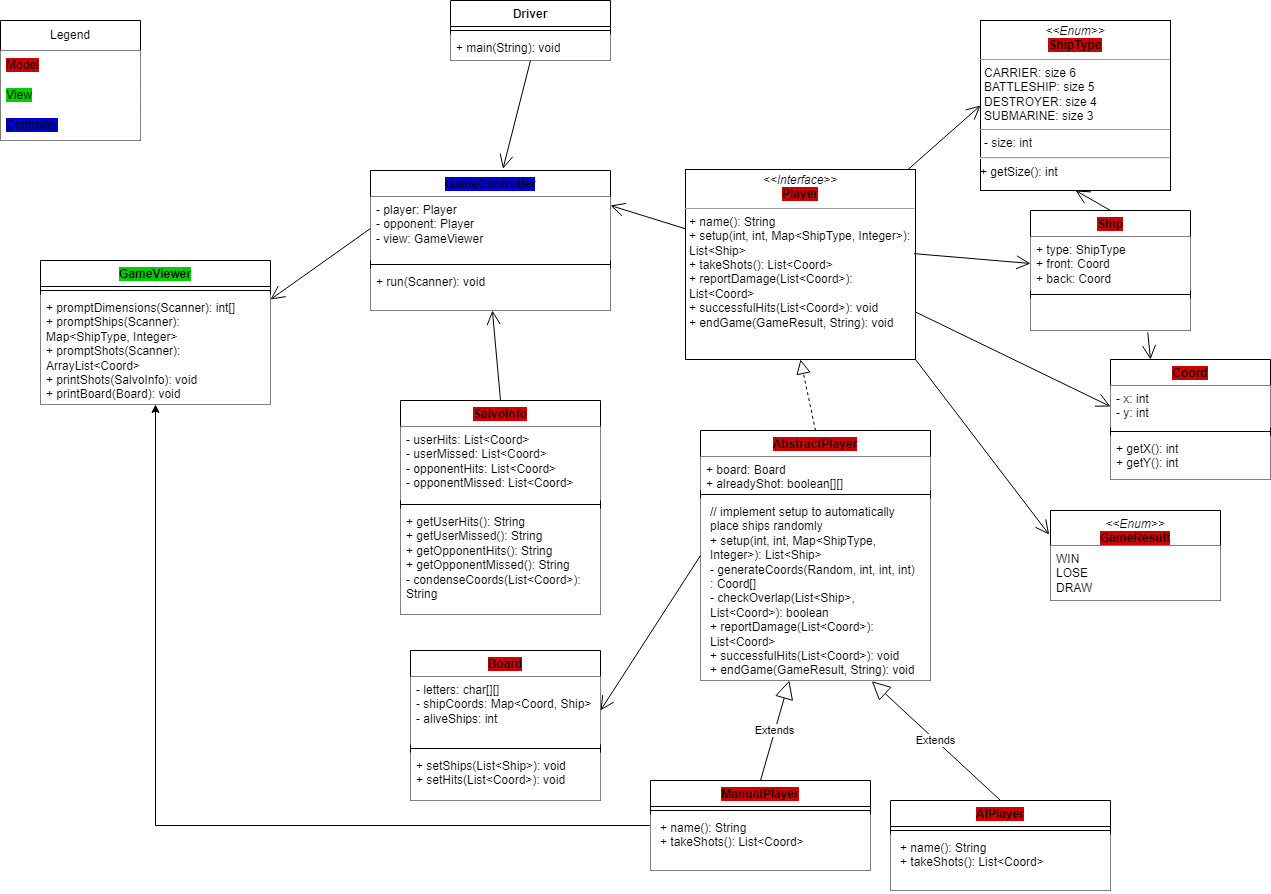 Legend
Model
View
Controller
Driver
+ main(String): void
<<Enum>>
ShipType
CARRIER: size 6
BATTLESHIP: size 5
DESTROYER: size 4
SUBMARINE: size 3
- size: int
+ getSize(): int
GameController
- player: Player
- opponent: Player
- view: GameViewer
+ run(Scanner): void
<<Interface>>
Player
+ name(): String
+ setup(int, int, Map<ShipType, Integer>):
List<Ship>
+ takeShots(): List<Coord>
+ reportDamage(List<Coord>):
List<Coord>
+ successfulHits(List<Coord>): void
+ endGame(GameResult, String): void
Ship
+ type: ShipType
+ front: Coord
+ back: Coord
GameViewer
+ promptDimensions(Scanner): int[]
+ promptShips(Scanner):
Map<ShipType, Integer>
+ promptShots(Scanner):
ArrayList<Coord>
+ printShots(SalvoInfo): void
+ printBoard(Board): void
Coord
- x: int
- y: int
+ getX(): int
+ getY(): int
SalvoInfo
- userHits: List<Coord>
- userMissed: List<Coord>
- opponentHits: List<Coord>
- opponentMissed: List<Coord>
+ getUserHits(): String
+ getUserMissed(): String
+ getOpponentHits(): String
+ getOpponentMissed(): String
- condenseCoords(List<Coord>):
String
AbstractPlayer
+ board: Board
+ alreadyShot: boolean[][]
// implement setup to automatically
place ships randomly
+ setup(int, int, Map<ShipType,
Integer>): List<Ship>
- generateCoords(Random, int, int, int)
: Coord[]
- checkOverlap(List<Ship>,
List<Coord>): boolean
+ reportDamage(List<Coord>):
List<Coord>
+ successfulHits(List<Coord>): void
+ endGame(GameResult, String): void
<<Enum>>
GameResult
WIN
LOSE
DRAW
Board
- letters: char[][]
- shipCoords: Map<Coord, Ship>
- aliveShips: int
+ setShips(List<Ship>): void
+ setHits(List<Coord>): void
Extends
Extends
ManualPlayer
+ name(): String
+ takeShots(): List<Coord>
AIPlayer
+ name(): String
+ takeShots(): List<Coord>